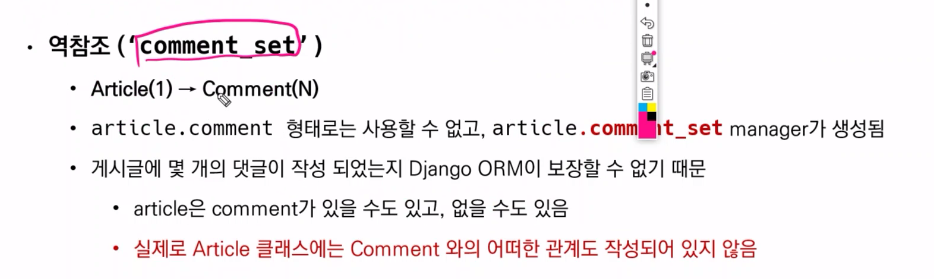 • 역참조 ('comment_set')
• Article(1) → Comment(N)
• article.comment 형태로는 사용할 수 없고, article.comment_set manager가 생성됨
• 게시글에 몇 개의 댓글이 작성 되었는지 Django ORM이 보장할 수 없기 때문
• article은 comment가 있을 수도 있고, 없을 수도 있음
• 실제로 Article 클래스에는 Comment 와의 어떠한 관계도 작성되어 있지 않음